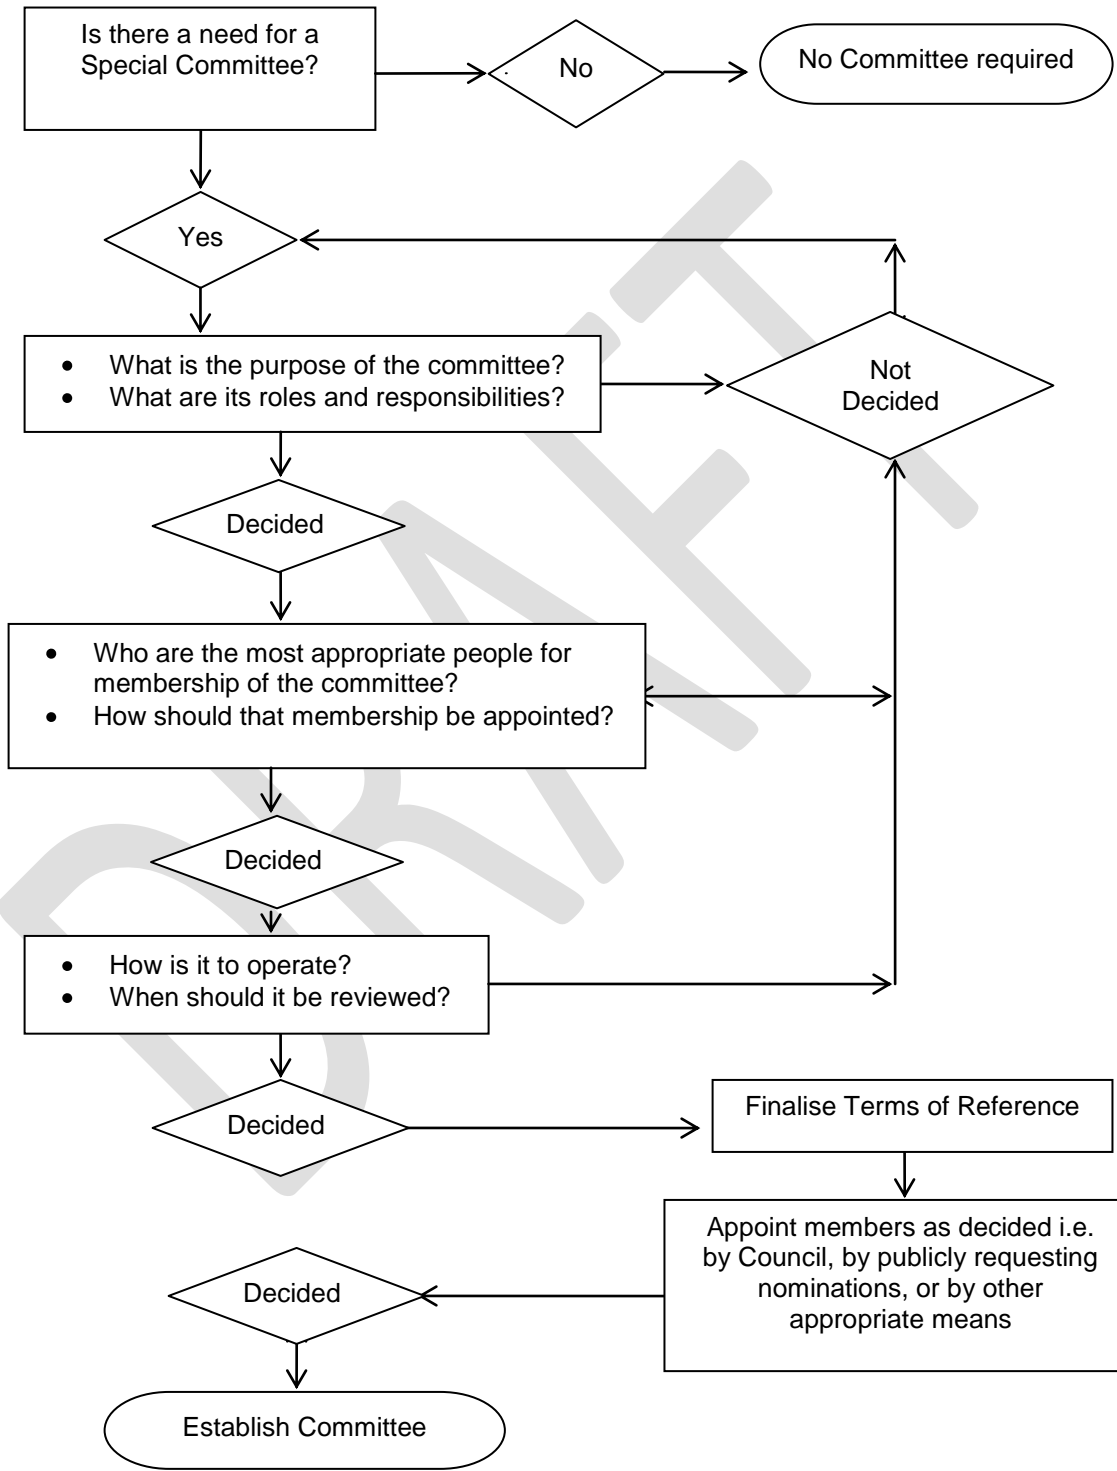 Is there a need for a
Special Committee?
No
No Committee required
Yes
• What is the purpose of the committee?
• What are its roles and responsibilities?
Not
Decided
Decided
• Who are the most appropriate people for
membership of the committee?
• How should that membership be appointed?
Decided
• How is it to operate?
• When should it be reviewed?
Decided
Finalise Terms of Reference
Appoint members as decided i.e.
by Council, by publicly requesting
nominations, or by other
appropriate means
Decided
Establish Committee
DRAFT